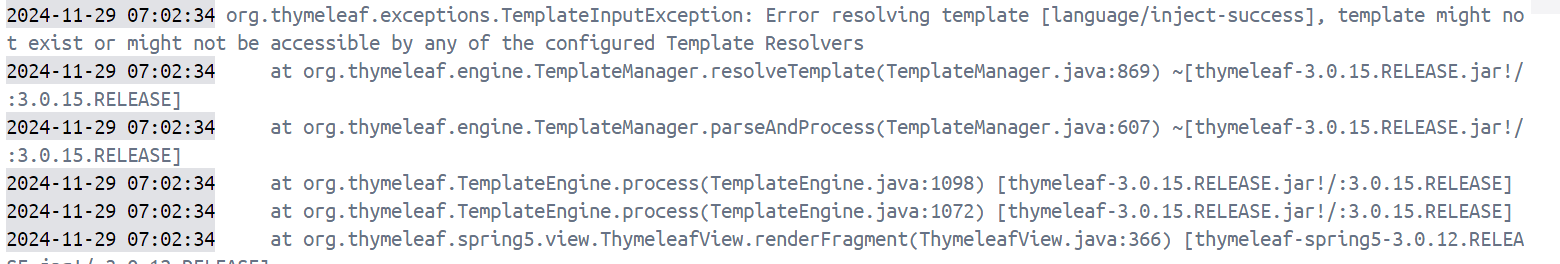 2024-11-29 07:02:34 org.thymeleaf.exceptions.TemplateInputException: Error resolving template [language/inject-success], template might no
t exist or might not be accessible by any of the configured Template Resolvers
2024-11-29 07:02:34     at org.thymeleaf.engine.TemplateManager.resolveTemplate(TemplateManager.java:869) ~[thymeleaf-3.0.15.RELEASE.jar!/
:3.0.15.RELEASE]
2024-11-29 07:02:34     at org.thymeleaf.engine.TemplateManager.parseAndProcess(TemplateManager.java:607) ~[thymeleaf-3.0.15.RELEASE.jar!/
:3.0.15.RELEASE]
2024-11-29 07:02:34     at org.thymeleaf.TemplateEngine.process(TemplateEngine.java:1098) [thymeleaf-3.0.15.RELEASE.jar!/:3.0.15.RELEASE]
2024-11-29 07:02:34     at org.thymeleaf.TemplateEngine.process(TemplateEngine.java:1072) [thymeleaf-3.0.15.RELEASE.jar!/:3.0.15.RELEASE]
2024-11-29 07:02:34     at org.thymeleaf.spring5.view.ThymeleafView.renderFragment(ThymeleafView.java:366) [thymeleaf-spring5-3.0.12.RELEA
SE.jar!/:3.0.12.RELEASE]